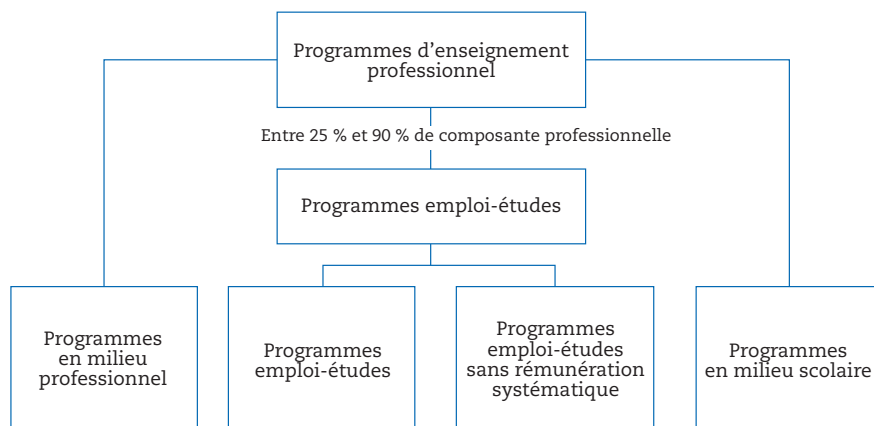 Programmes d'enseignement
professionnel
Entre 25 % et 90 % de composante professionnelle
Programmes emploi-études
Programmes
en milieu
professionnel
Programmes
emploi-études
Programmes
emploi-études
sans rémunération
systématique
Programmes
en milieu scolaire